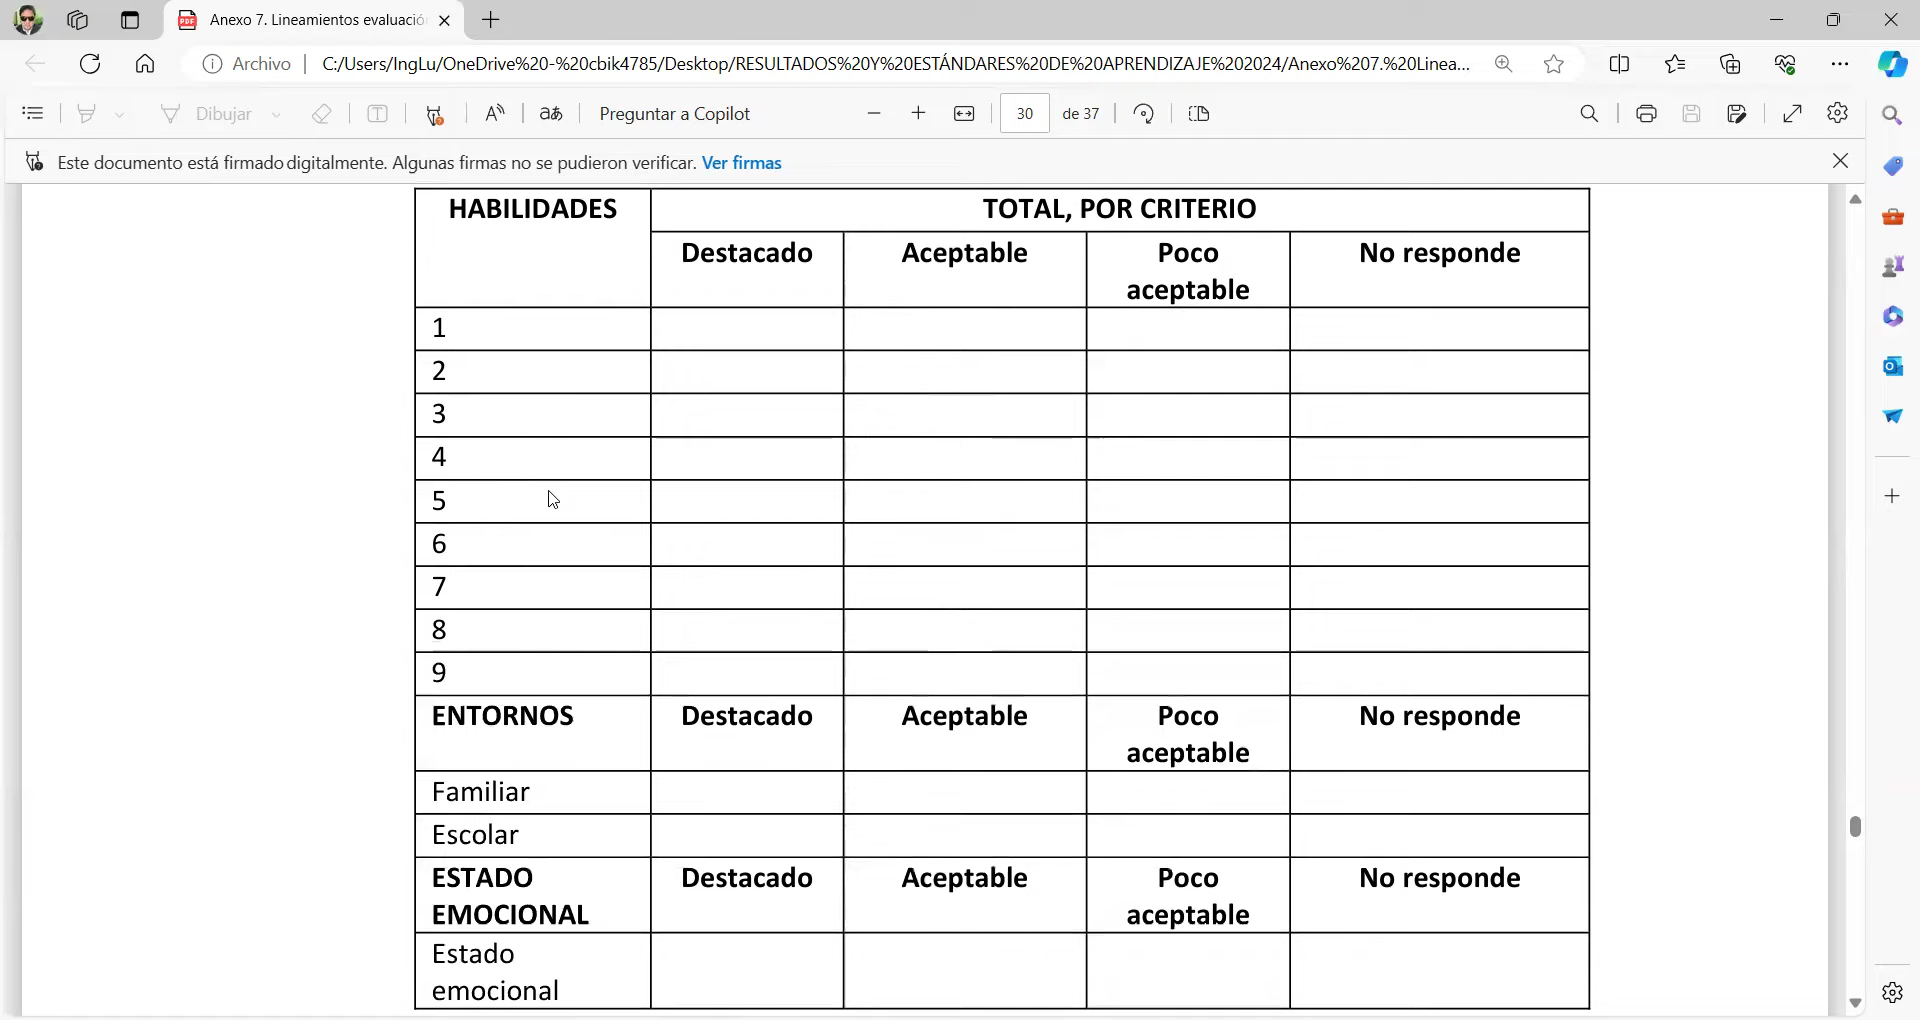 Anexo 7. Lineamientos evaluació
Archivo
C:/Users/IngLu/OneDrive%20-%20cbik4785/Desktop/RESULTADOS%20Y%20ESTÁNDARES%20DE%20APRENDIZAJE%202024/Anexo%207.%20Linea...
Dibujar
Preguntar a Copilot
30 de 37
Este documento está firmado digitalmente. Algunas firmas no se pudieron verificar. Ver firmas
HABILIDADES TOTAL, POR CRITERIO
Destacado Aceptable Poco aceptable No responde
1
2
3
4
5
6
7
8
9
ENTORNOS Destacado Aceptable Poco aceptable No responde
Familiar
Escolar
ESTADO EMOCIONAL Destacado Aceptable Poco aceptable No responde
Estado
emocional